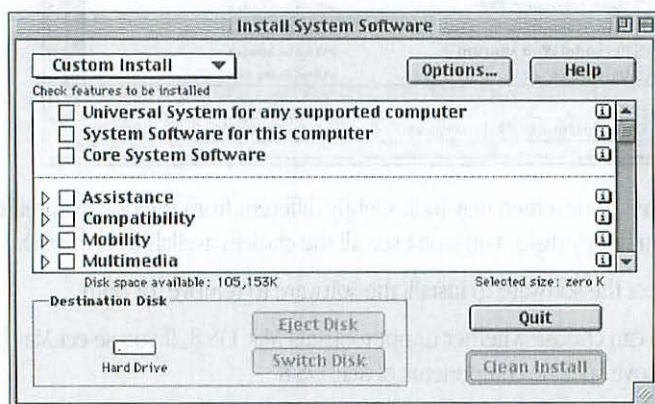 Install System Software
Custom Install
Options...
Help
Check features to be installed
Universal System for any supported computer
System Software for this computer
Core System Software
Assistance
Compatibility
Mobility
Multimedia
Disk space available: 105,153K
Selected size: zero K
Destination Disk
Eject Disk
Quit
Hard Drive
Switch Disk
Clean Install